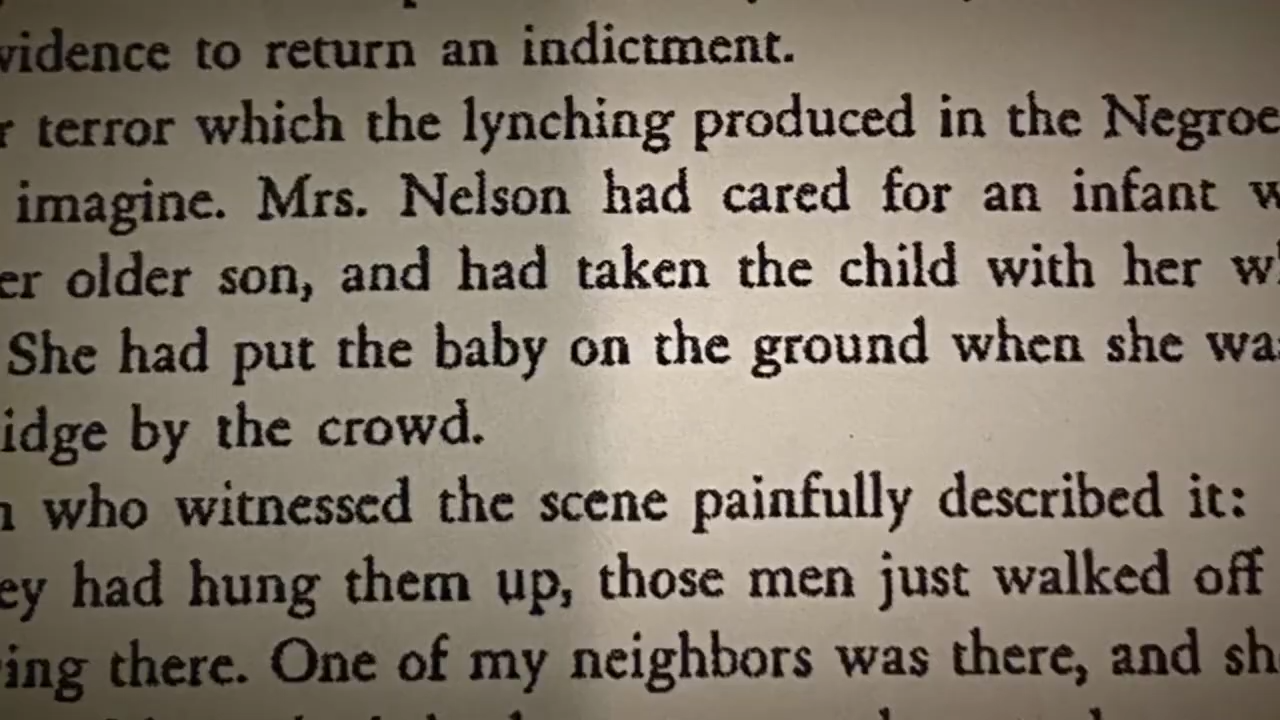 vidence to return an indictment.
r terror which the lynching produced in the Negroe
imagine. Mrs. Nelson had cared for an infant w
er older son, and had taken the child with her w
She had put the baby on the ground when she wa
idge by the crowd.
who witnessed the scene painfully described it:
ey had hung them up, those men just walked off
ing there. One of my neighbors was there, and sh